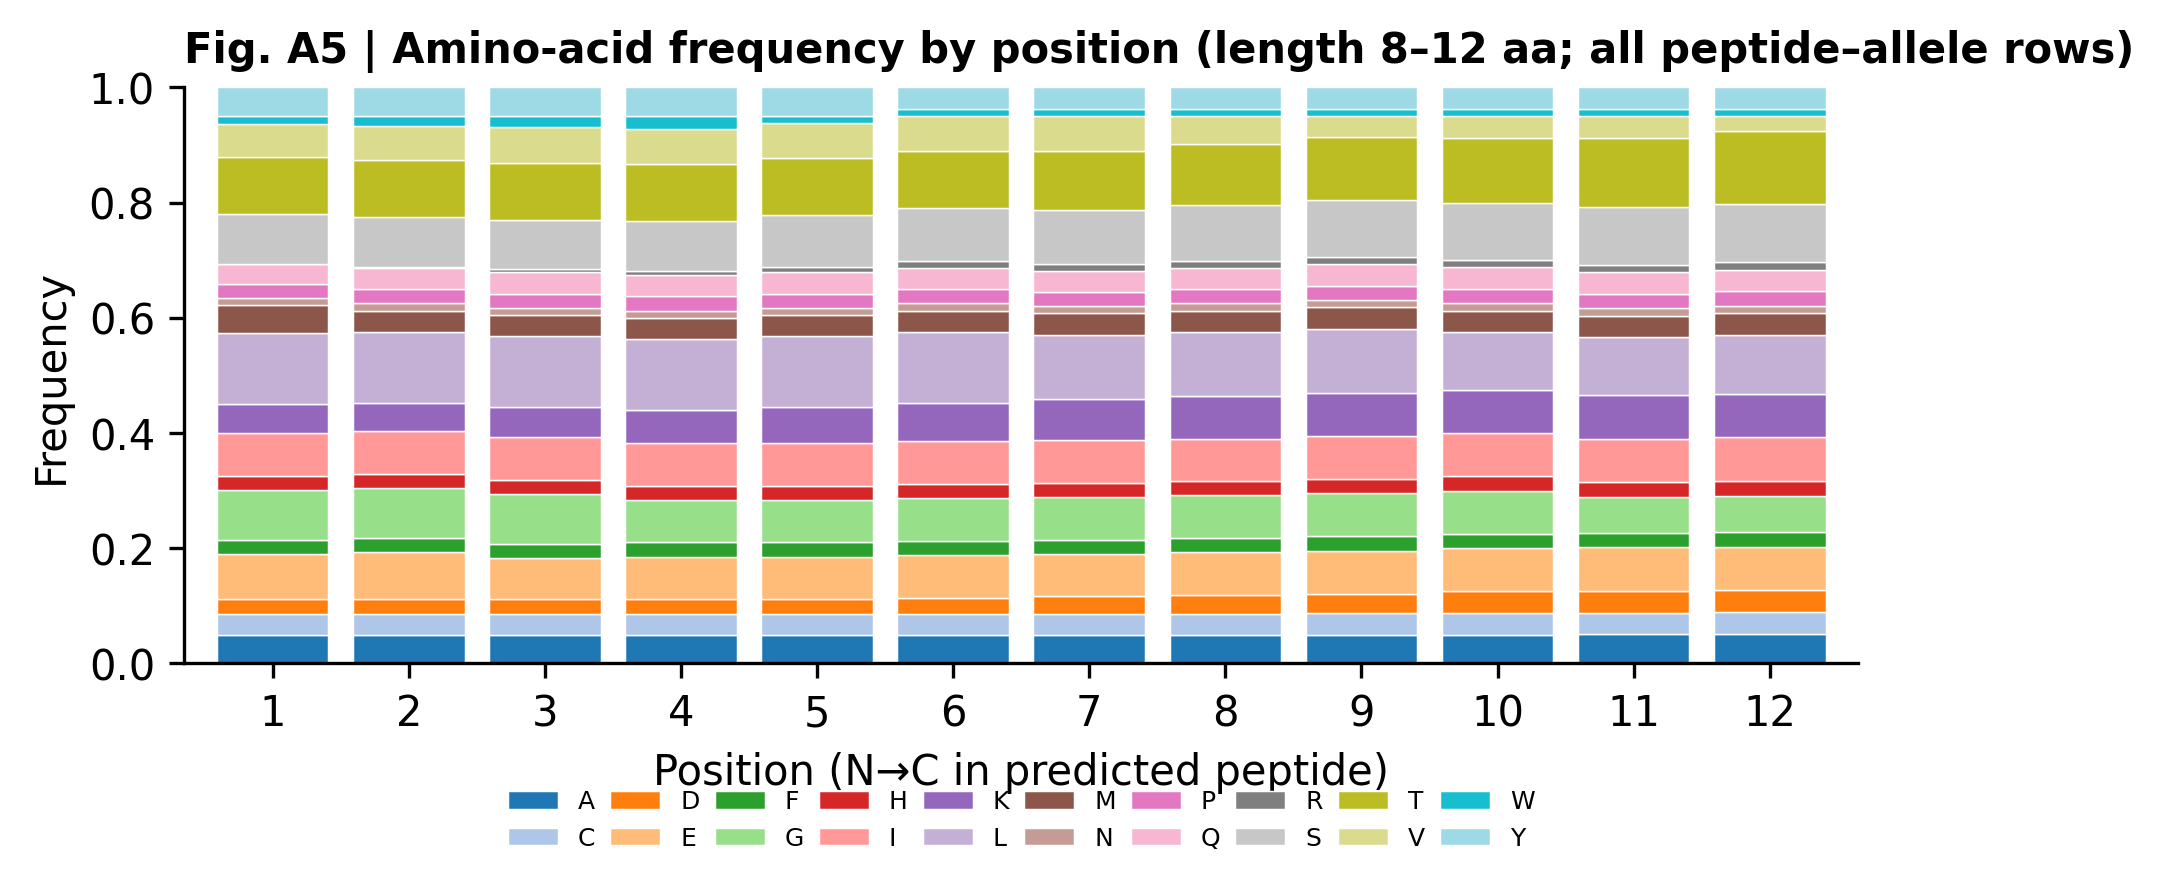 Fig. A5 | Amino-acid frequency by position (length 8–12 aa; all peptide–allele rows)
1.0
0.8
0.6
0.4
0.2
0.0
Frequency
1 2 3 4 5 6 7 8 9 10 11 12
Position (N→C in predicted peptide)
A D F H K M P R T W
C E G I L N Q S V Y